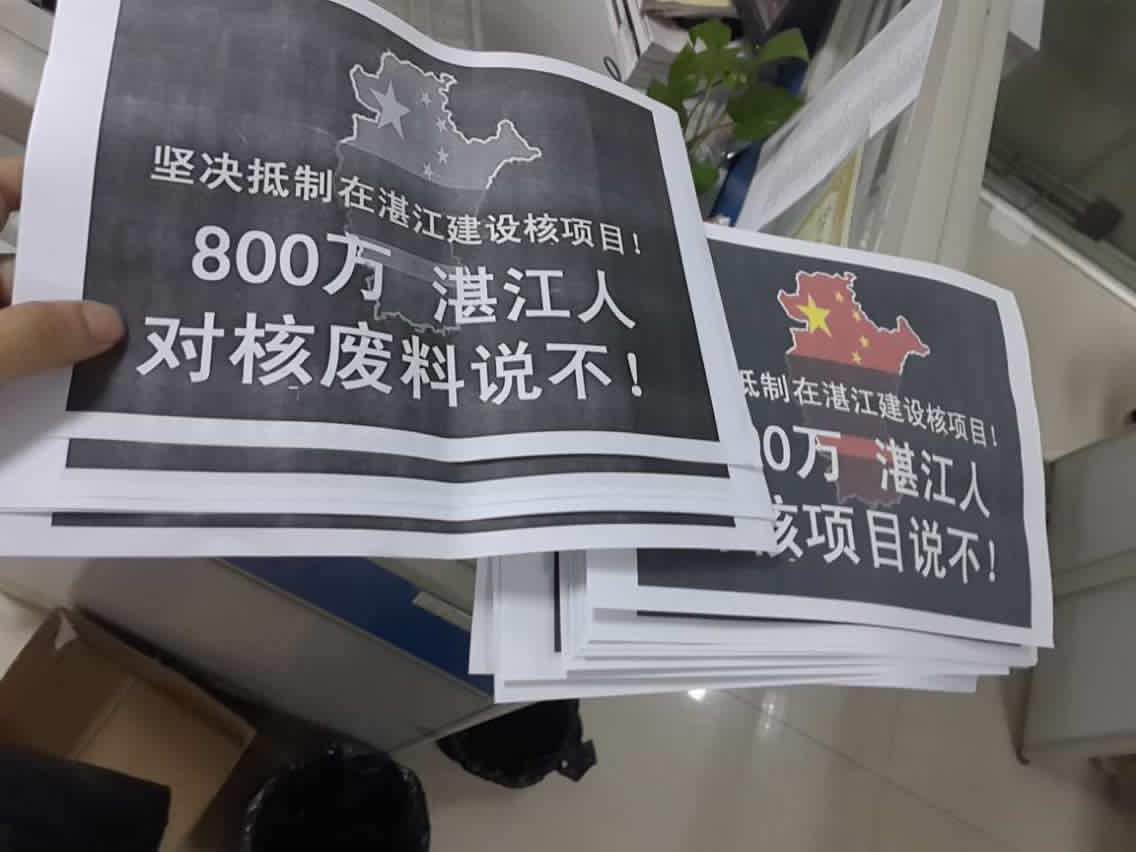 坚决抵制在湛江建设核项目！
800万 湛江人
对核废料说不！
抵制在湛江建设核项目！
0万 湛江人
核项目说不！